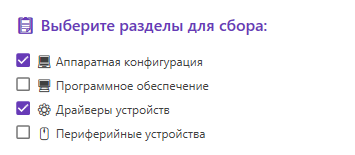 Выберите разделы для сбора:
Аппаратная конфигурация
Программное обеспечение
Драйверы устройств
Периферийные устройства